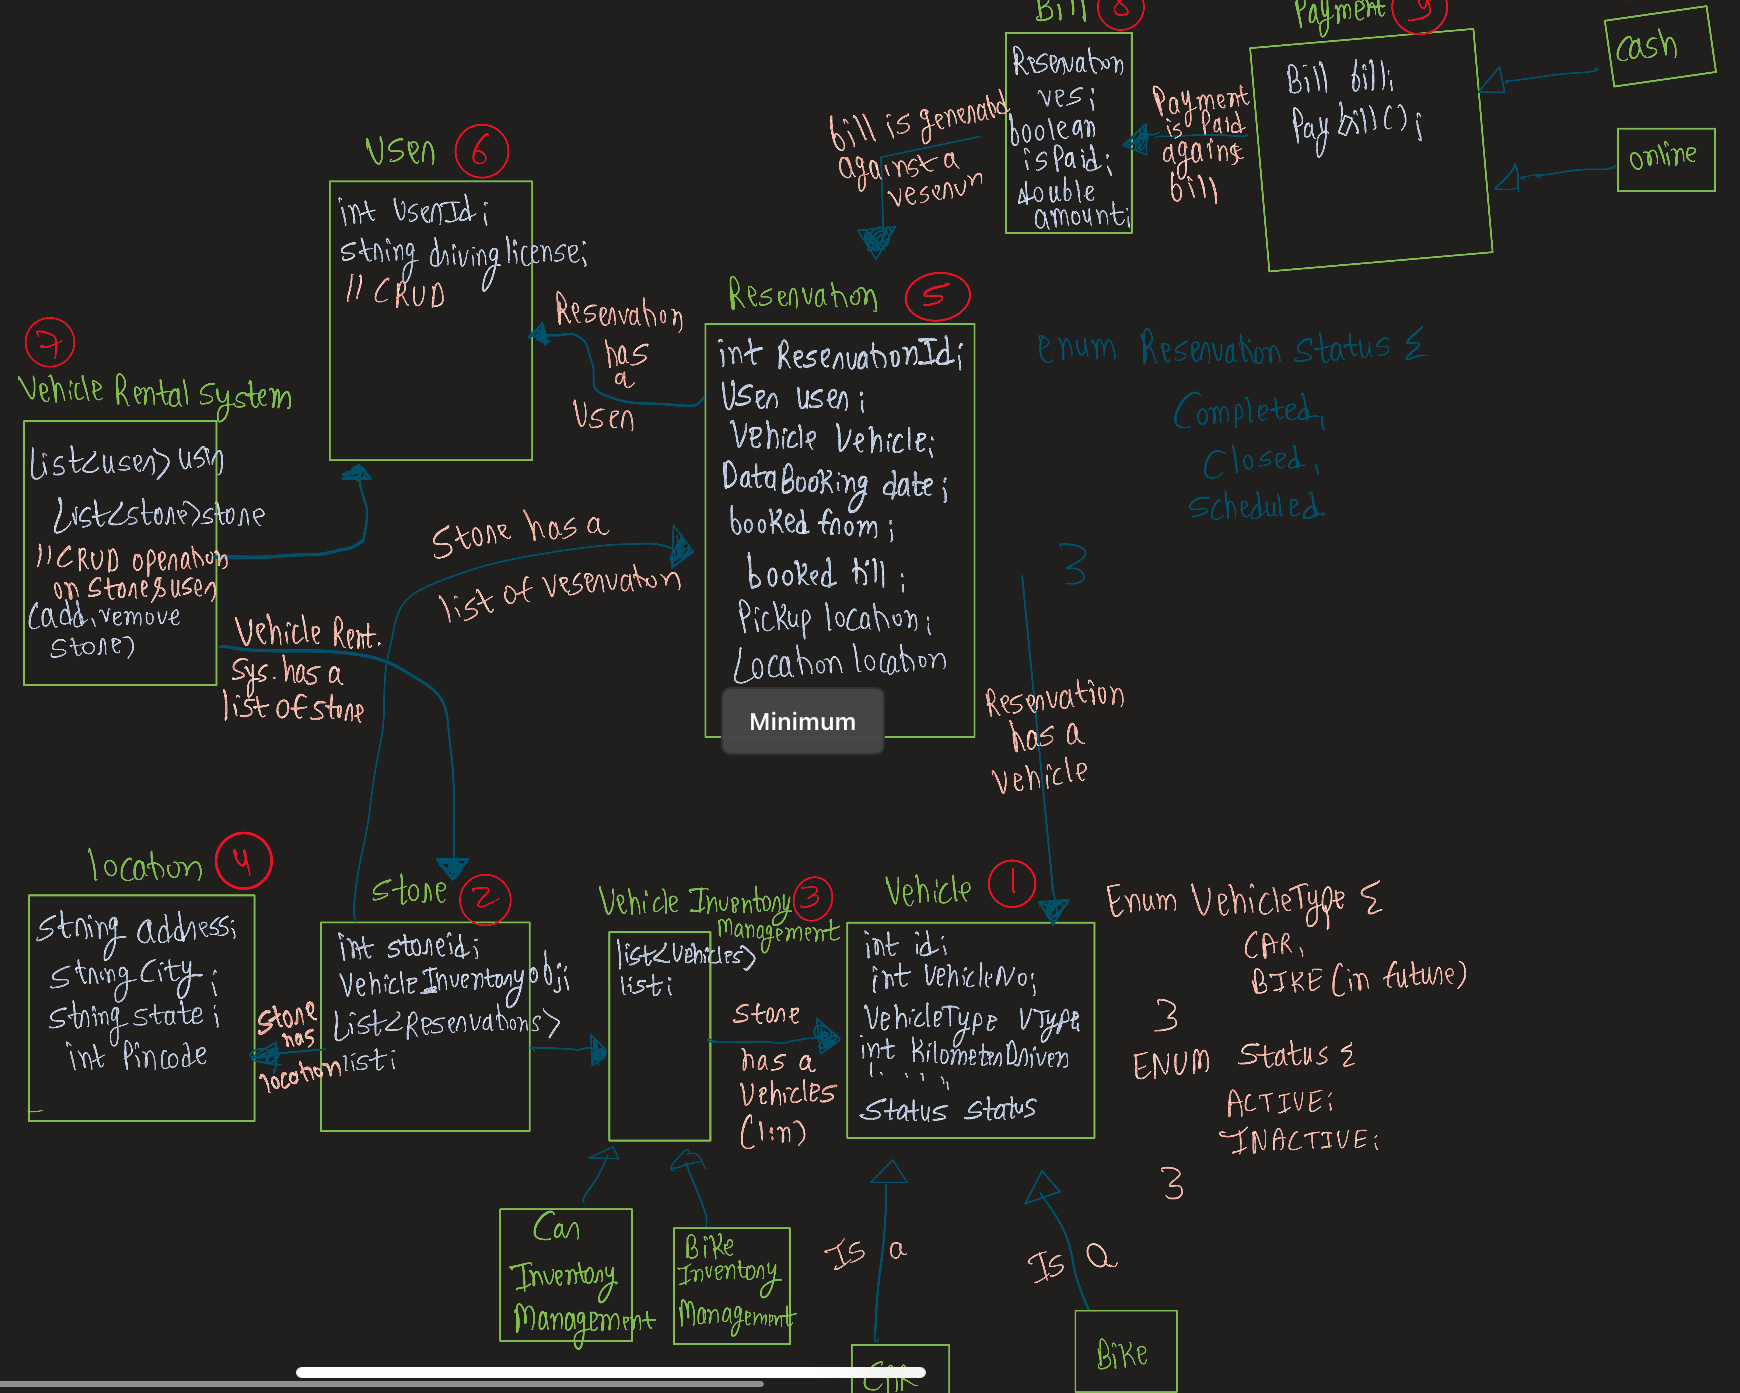 Bill 8
Reservation
res;
boolean
isPaid;
double
amount;
Payment 9
Bill bill;
Paybill();
cash
online
bill is generated
against a
Payment
is Paid
against
bill
User 6
int UserId;
string drivinglicense;
// CRUD
Reservation
has
a
User
Reservation 5
int ReservationId;
User user;
Vehicle Vehicle;
Data Booking date;
booked from;
booked till;
Pickup location;
Location location
Minimum
enum Reservation Status {
Completed,
Closed,
Scheduled
}
7
Vehicle Rental System
List<user> user
List<store> store
// CRUD operation
on store & user
(add, remove
store)
Store has a
list of reservation
Vehicle Rent.
Sys. has a
list of store
Reservation
has a
Vehicle
location 4
string address;
string City;
string State;
int Pincode
Store
has
location
Store 2
int storeid;
VehicleInventory obj;
List<Reservations>
list;
Vehicle Inventory 3
Management
list<Vehicles>
list;
Store
has a
Vehicles
(1:n)
Vehicle 1
int id;
int VehicleNo;
VehicleType VType
int KilometerDriven
Status status
Enum VehicleType {
CAR,
BIKE (in future)
}
ENUM Status {
ACTIVE;
INACTIVE;
}
Car
Inventory
Management
Bike
Inventory
Management
Is a
Is a
CAR
Bike